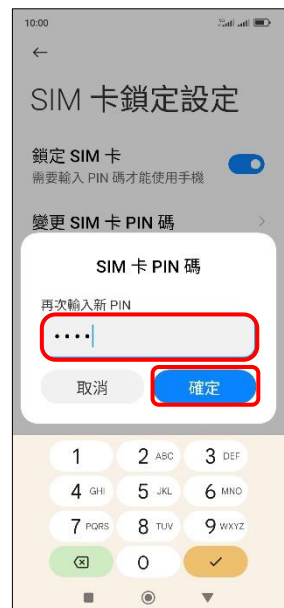 10:00
←
SIM 卡鎖定設定
鎖定 SIM 卡
需要輸入 PIN 碼才能使用手機
變更 SIM 卡 PIN 碼
SIM 卡 PIN 碼
再次輸入新 PIN
••••
取消 確定
1 2 ABC 3 DEF
4 GHI 5 JKL 6 MNO
7 PQRS 8 TUV 9 WXYZ
0